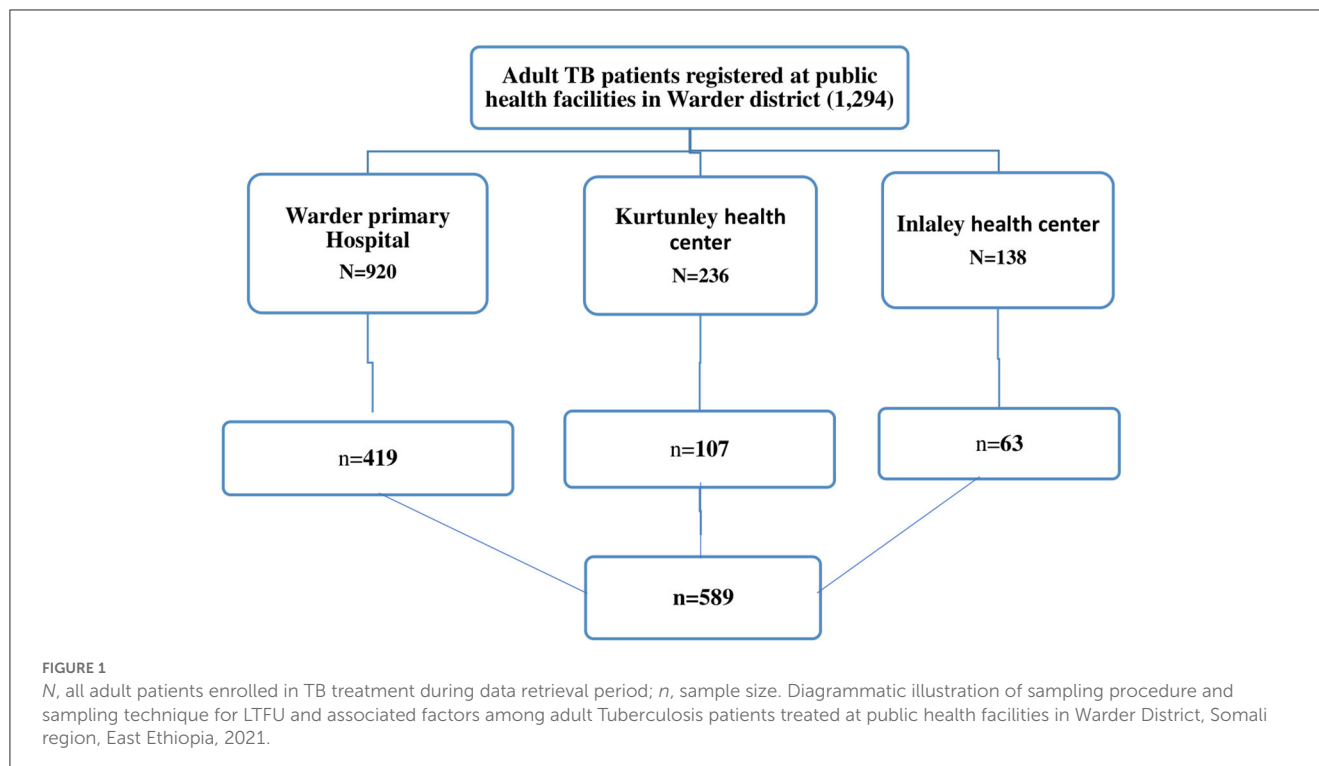 Adult TB patients registered at public
health facilities in Warder district (1,294)
Warder primary
Hospital
N=920
Kurtunley health
center
N=236
Inlaley health center
N=138
n=419
n=107
n=63
n=589
FIGURE 1
N, all adult patients enrolled in TB treatment during data retrieval period; n, sample size. Diagrammatic illustration of sampling procedure and
sampling technique for LTFU and associated factors among adult Tuberculosis patients treated at public health facilities in Warder District, Somali
region, East Ethiopia, 2021.